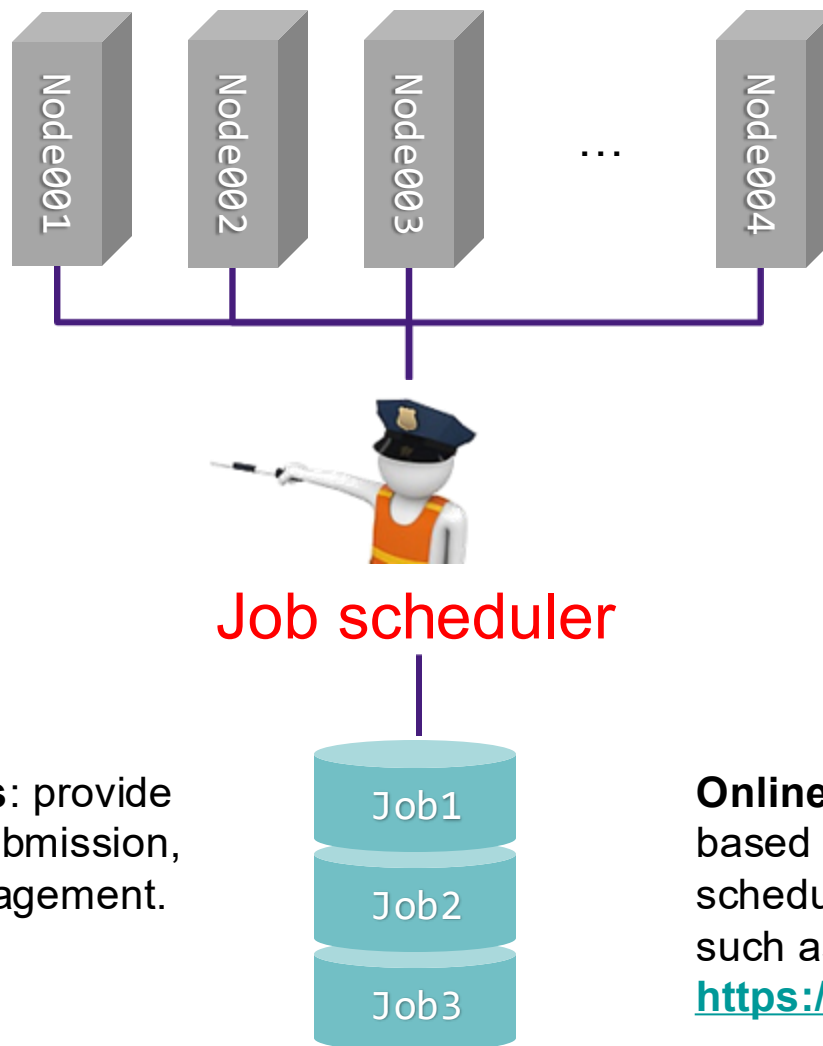 Node001
Node002
Node003
...
Node004
Job scheduler
s: provide
bmission,
agement.
Job1
Job2
Job3
Online
based
schedu
such a
https:/